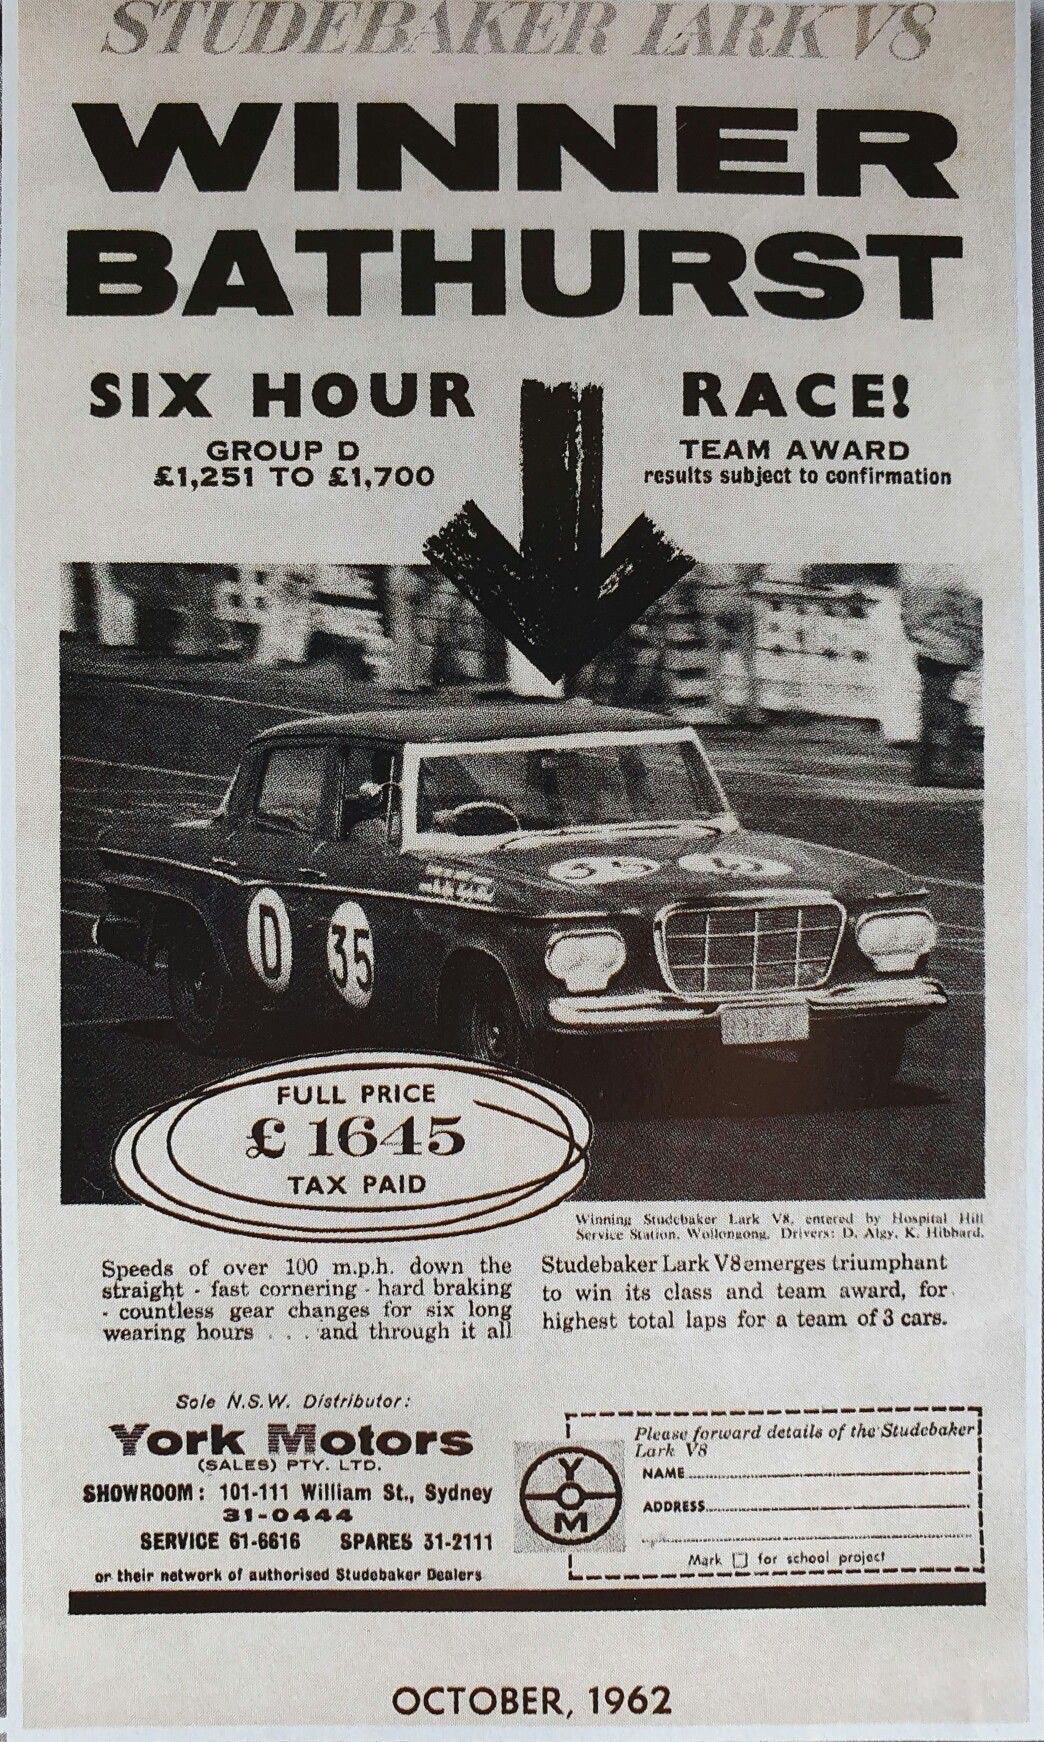 STUDEBAKER LARK V8
WINNER
BATHURST
SIX HOUR RACE!
GROUP D
£1,251 TO £1,700
TEAM AWARD
results subject to confirmation
D 35
35
FULL PRICE
£1645
TAX PAID
Winning Studebaker Lark V8, entered by Hospital Hill
Service Station, Wollongong. Drivers: D. Algy, K. Hibbard.
Speeds of over 100 m.p.h. down the
straight - fast cornering - hard braking
- countless gear changes for six long
wearing hours . . . and through it all
Studebaker Lark V8 emerges triumphant
to win its class and team award, for
highest total laps for a team of 3 cars.
Sole N.S.W. Distributor:
York Motors
(SALES) PTY. LTD.
SHOWROOM: 101-111 William St., Sydney
31-0444
SERVICE 61-6616 SPARES 31-2111
or their network of authorised Studebaker Dealers
Y
O
M
Please forward details of the Studebaker
Lark V8
NAME
ADDRESS
Mark for school project
OCTOBER, 1962